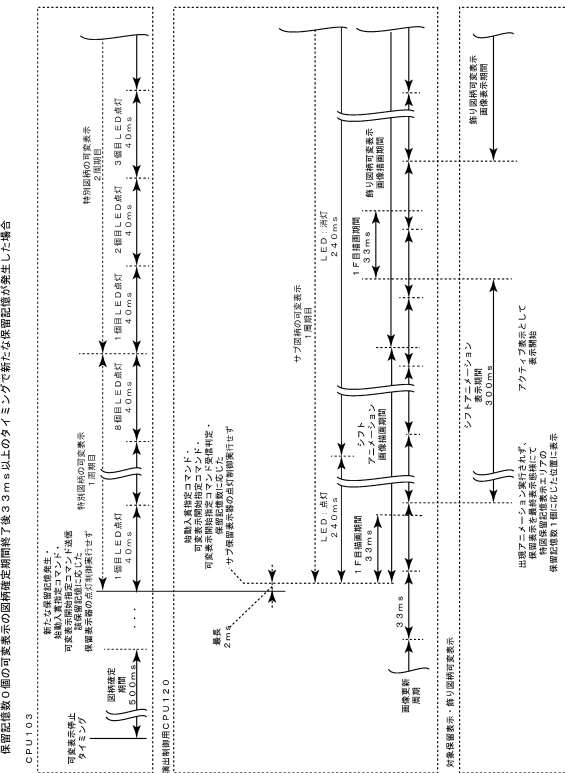 保留記憶数０個の可変表示の図柄確定期間終了後３３ｍｓ以上のタイミングで新たな保留記憶が発生した場合
ＣＰＵ１０３
可変表示停止
タイミング
図柄確定
期間
５００ｍｓ
・・・
新たな保留記憶発生・
始動入賞指定コマンド・
可変表示開始指定コマンド送信
該保留記憶に応じた
保留表示器の点灯制御実行せず
１個目ＬＥＤ点灯
４０ｍｓ
特別図柄の可変表示
１周期目
８個目ＬＥＤ点灯
４０ｍｓ
１個目ＬＥＤ点灯
４０ｍｓ
２個目ＬＥＤ点灯
４０ｍｓ
特別図柄の可変表示
２周期目
３個目ＬＥＤ点灯
４０ｍｓ
演出制御用ＣＰＵ１２０
最長
２ｍｓ
始動入賞指定コマンド・
可変表示開始指定コマンド
可変表示開始指定コマンド受信判定・
保留記憶数に応じた
サブ保留表示器の点灯制御実行せず
サブ図柄の可変表示
１周期目
ＬＥＤ：点灯
２４０ｍｓ
ＬＥＤ：消灯
２４０ｍｓ
１Ｆ目描画期間
３３ｍｓ
シフト
アニメーション
画像描画期間
１Ｆ目描画期間
３３ｍｓ
飾り図柄可変表示
画像描画期間
画像更新
周期
３３ｍｓ
対象保留表示・飾り図柄可変表示
出現アニメーション実行されず、
保留表示を最終表示態様にて
特図保留記憶表示エリアの
保留記憶数１個に応じた位置に表示
シフトアニメーション
表示期間
３００ｍｓ
アクティブ表示として
表示開始
飾り図柄可変表示
画像表示期間